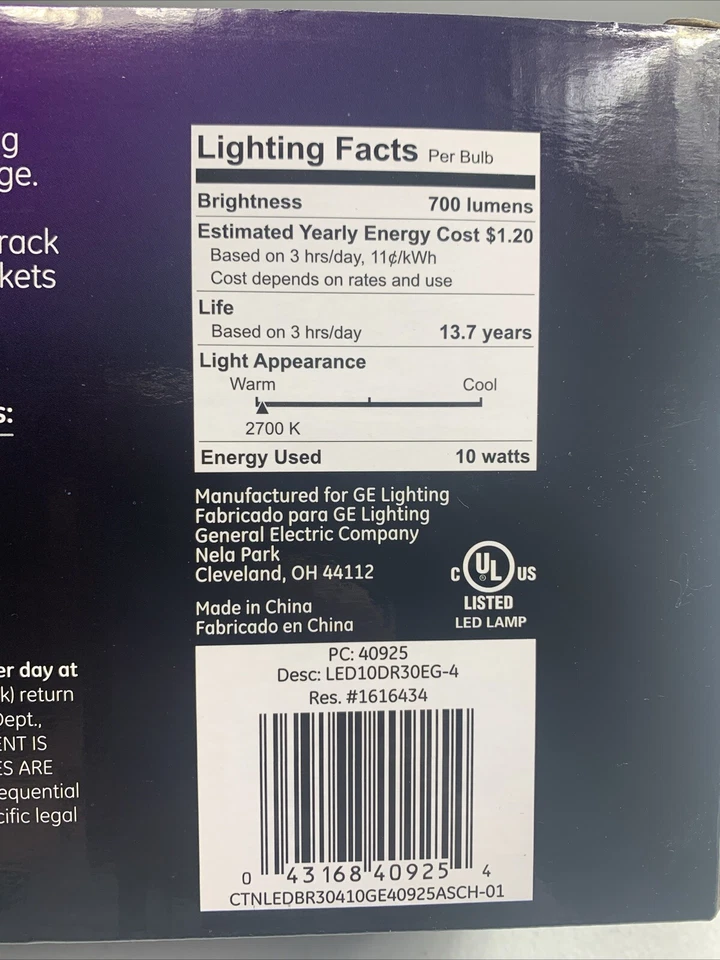 g
ge.
rack
kets
s:
er day at
k) return
Dept.,
ENT IS
ES ARE
equential
cific legal
Lighting Facts Per Bulb
Brightness 700 lumens
Estimated Yearly Energy Cost $1.20
Based on 3 hrs/day, 11¢/kWh
Cost depends on rates and use
Life
Based on 3 hrs/day 13.7 years
Light Appearance
Warm Cool
2700 K
Energy Used 10 watts
Manufactured for GE Lighting
Fabricado para GE Lighting
General Electric Company
Nela Park
Cleveland, OH 44112
Made in China
Fabricado en China
C UL US
®
LISTED
LED LAMP
PC: 40925
Desc: LED10DR30EG-4
Res. #1616434
0 43168 40925 4
CTNLEDBR30410GE40925ASCH-01